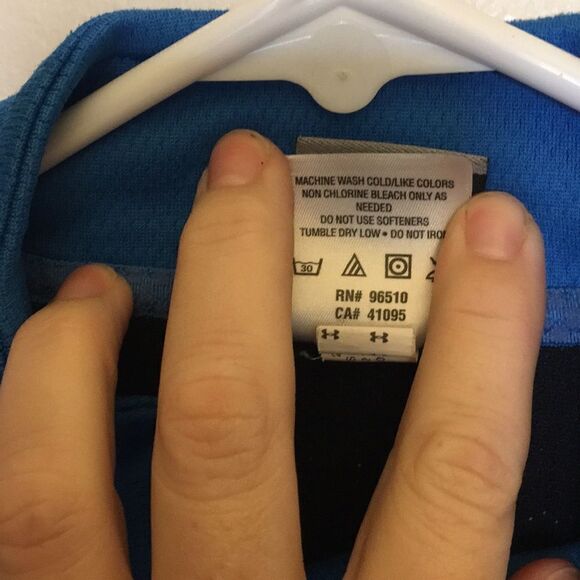 MACHINE WASH COLD/LIKE COLORS
NON CHLORINE BLEACH ONLY AS
NEEDED
DO NOT USE SOFTENERS
TUMBLE DRY LOW • DO NOT IRON
30
RN# 96510
CA# 41095